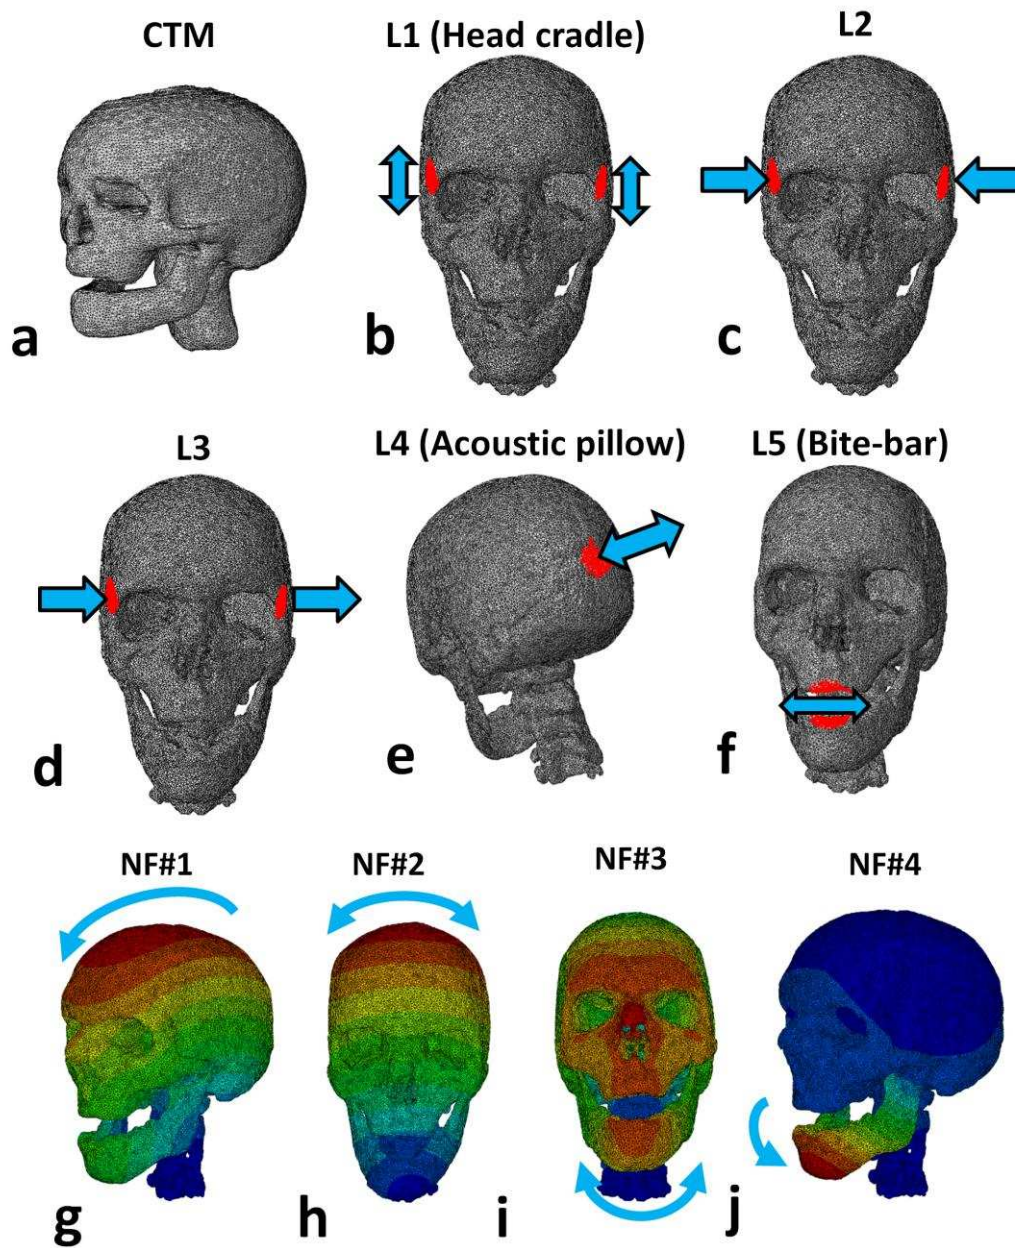 CTM
L1 (Head cradle)
L2
a
b
c
L3
L4 (Acoustic pillow)
L5 (Bite-bar)
d
e
f
NF#1
NF#2
NF#3
NF#4
g
h
i
j